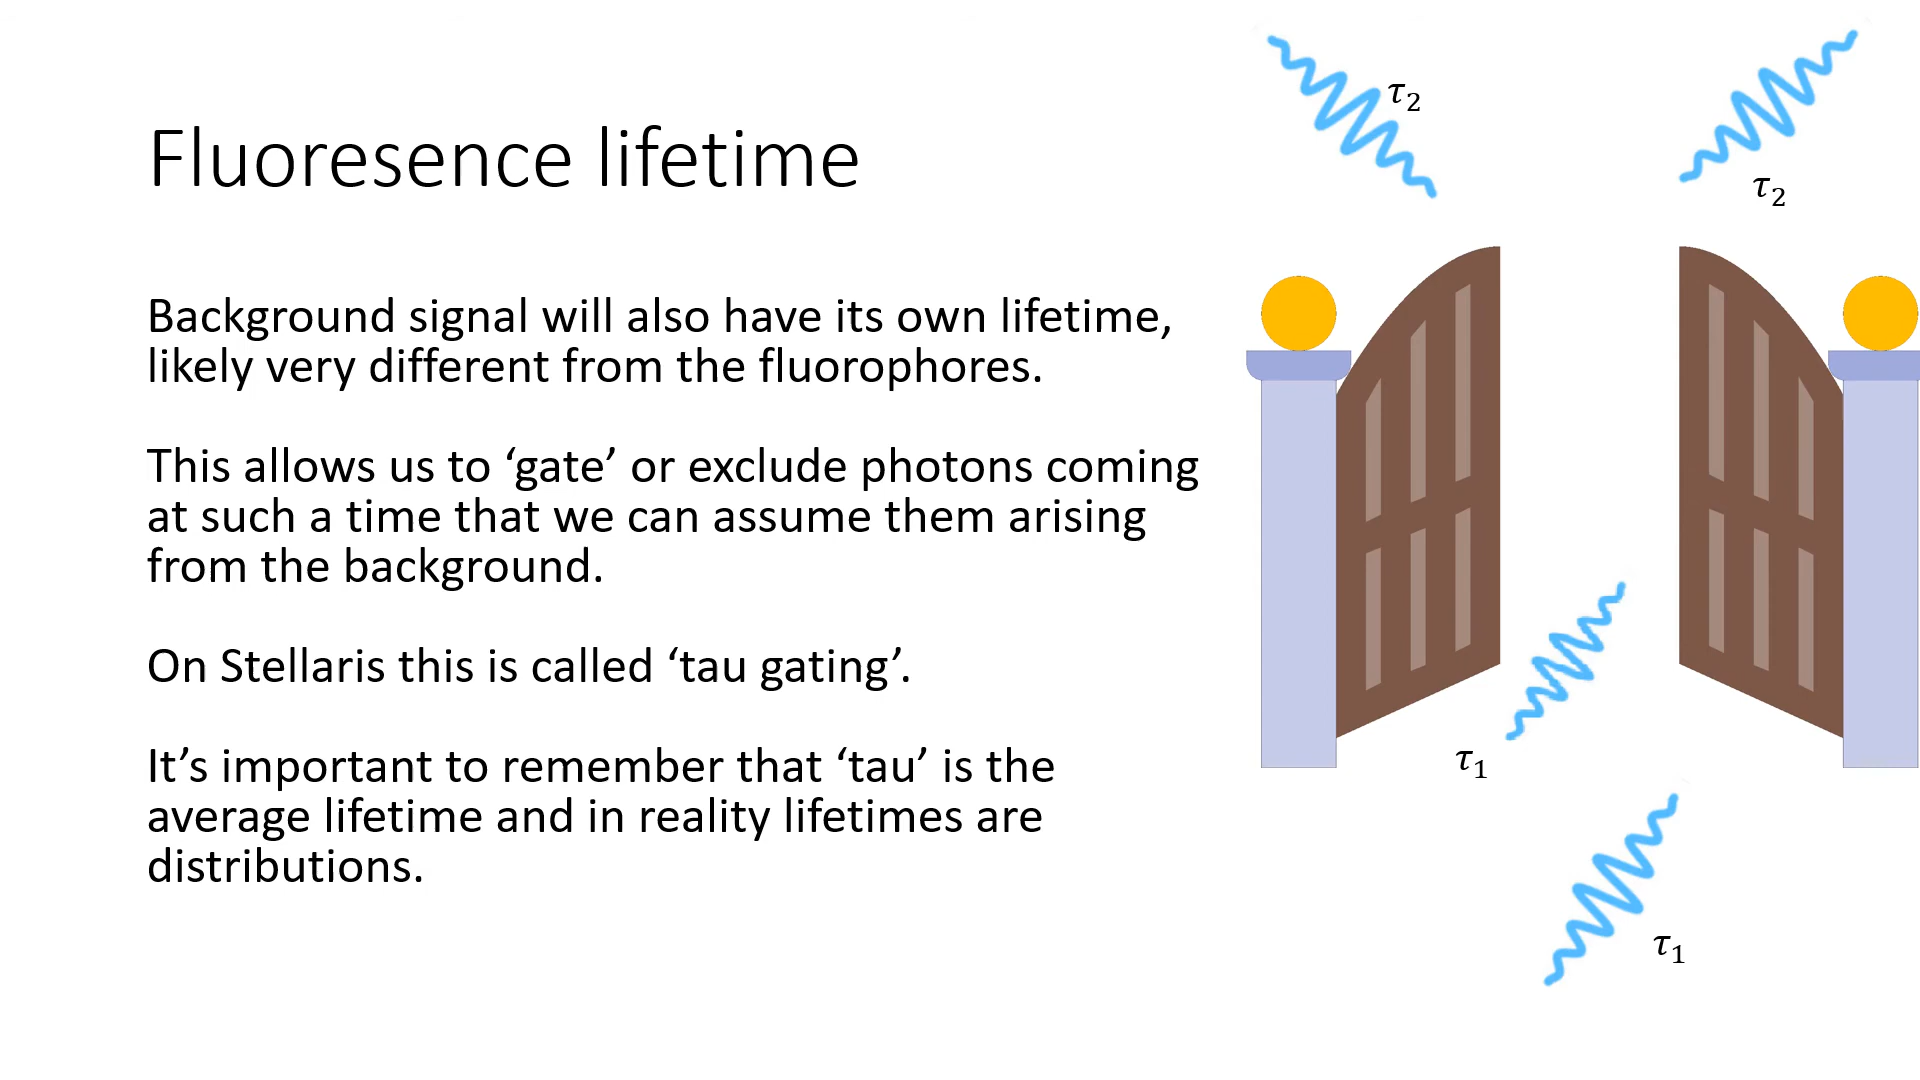 Fluoresence lifetime
Background signal will also have its own lifetime,
likely very different from the fluorophores.
This allows us to ‘gate’ or exclude photons coming
at such a time that we can assume them arising
from the background.
On Stellaris this is called ‘tau gating’.
It’s important to remember that ‘tau’ is the
average lifetime and in reality lifetimes are
distributions.
τ₂
τ₂
τ₁
τ₁